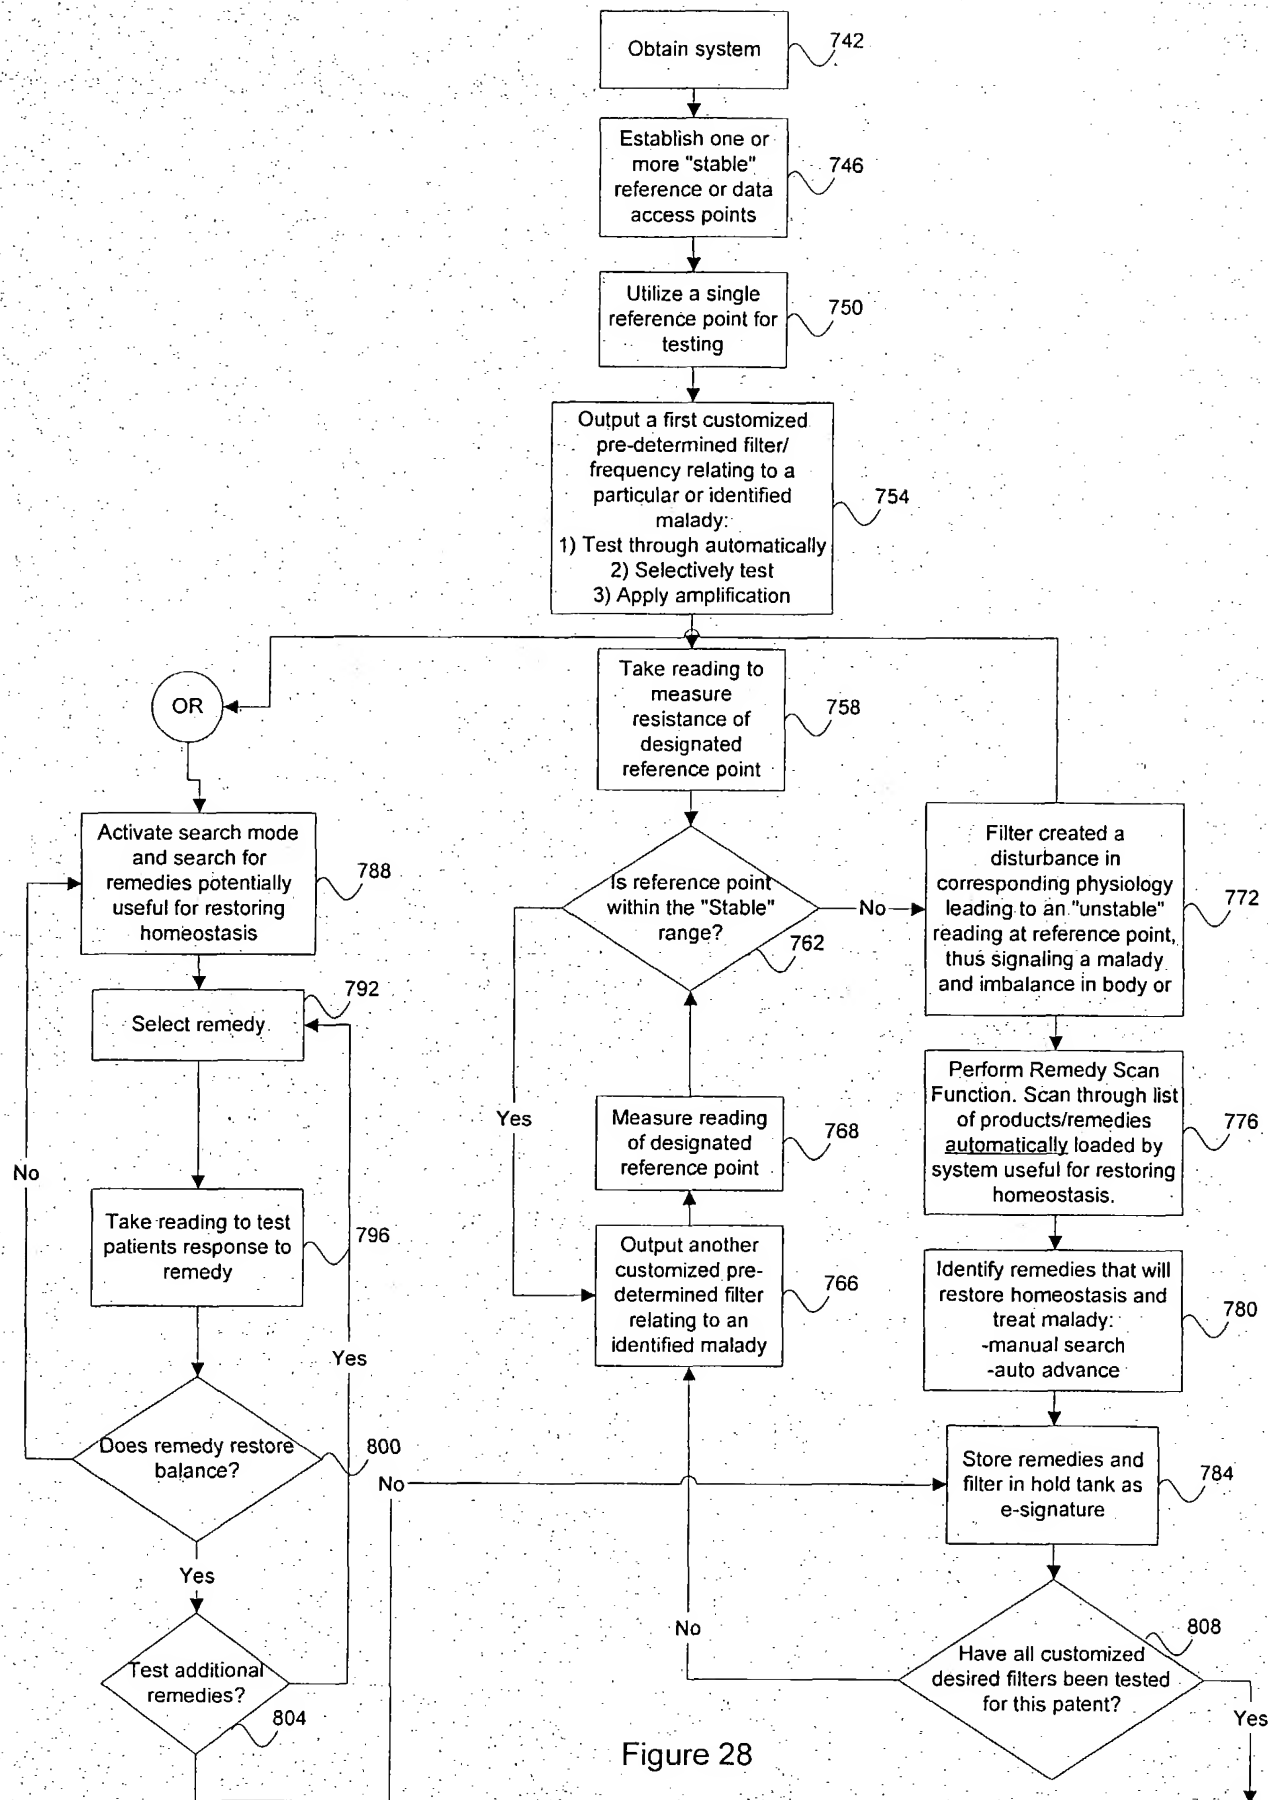 Obtain system
742
Establish one or
more "stable"
reference or data
access points
746
Utilize a single
reference point for
testing
750
Output a first customized
pre-determined filter/
frequency relating to a
particular or identified
malady:
1) Test through automatically
2) Selectively test
3) Apply amplification
754
OR
Take reading to
measure
resistance of
designated
reference point
758
Activate search mode
and search for
remedies potentially
useful for restoring
homeostasis
788
Is reference point
within the "Stable"
range?
762
No
Filter created a
disturbance in
corresponding physiology
leading to an "unstable"
reading at reference point,
thus signaling a malady
and imbalance in body or
772
Select remedy
792
Perform Remedy Scan
Function. Scan through list
of products/remedies
automatically loaded by
system useful for restoring
homeostasis.
776
Yes
Measure reading
of designated
reference point
768
No
Take reading to test
patients response to
remedy
796
Output another
customized pre-
determined filter
relating to an
identified malady
766
Identify remedies that will
restore homeostasis and
treat malady:
-manual search
-auto advance
780
Yes
Does remedy restore
balance?
800
No
Store remedies and
filter in hold tank as
e-signature
784
Yes
No
Have all customized
desired filters been tested
for this patent?
808
Test additional
remedies?
804
Yes
Figure 28